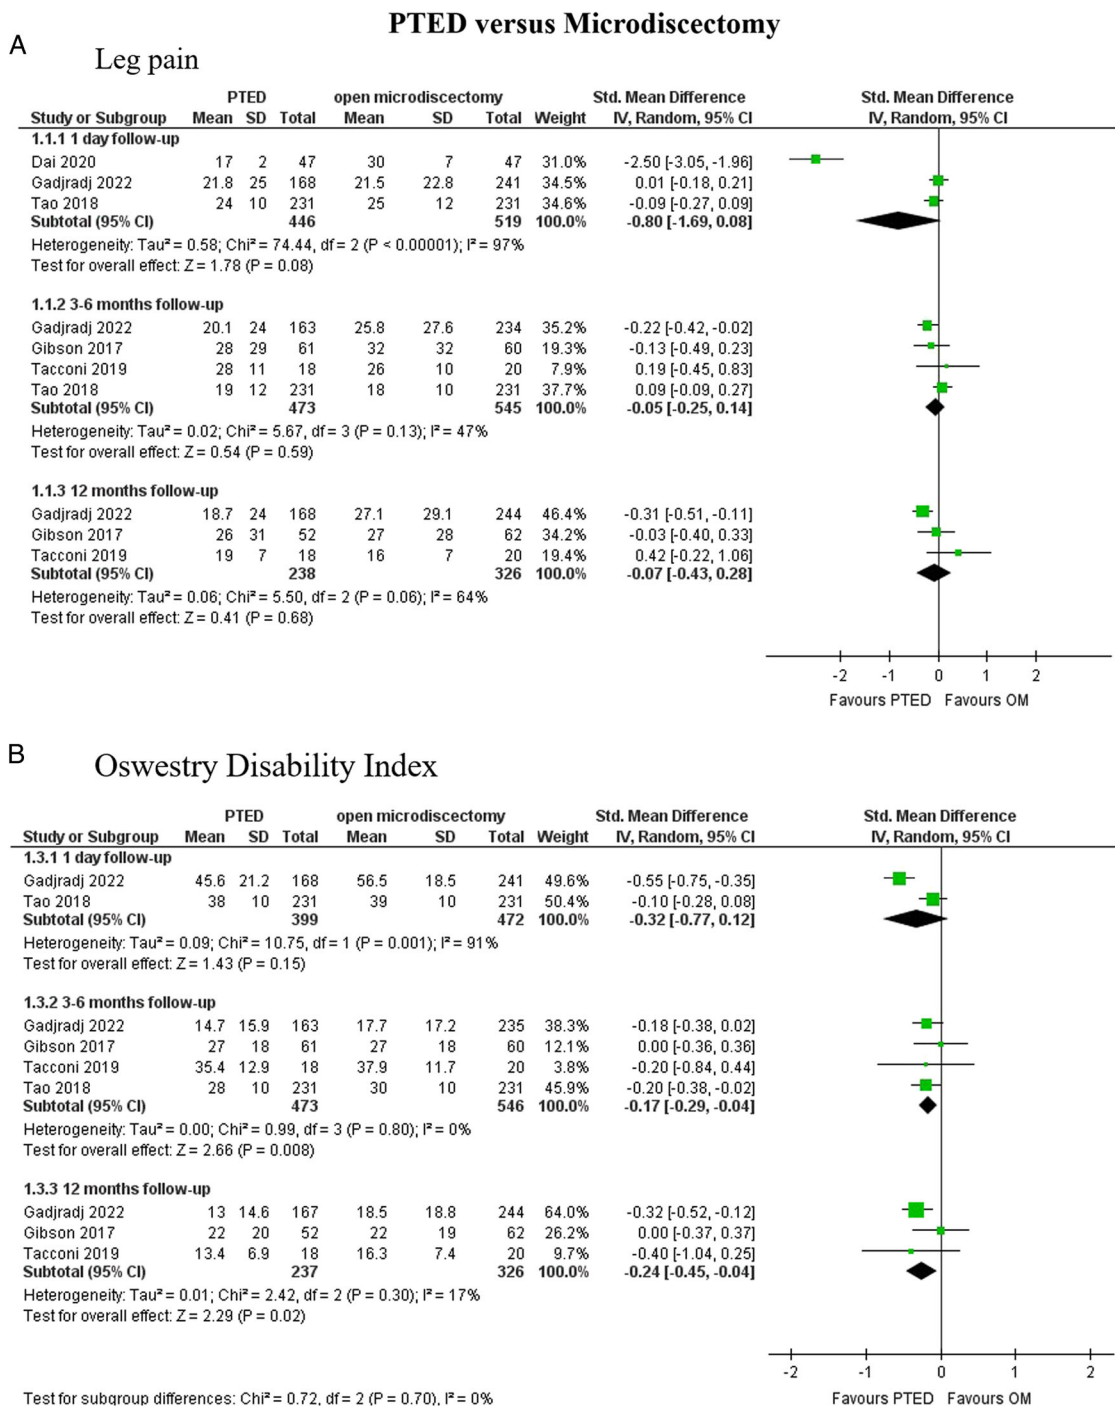 PTED versus Microdiscectomy
A
Leg pain
PTED open microdiscectomy Std. Mean Difference Std. Mean Difference
Study or Subgroup Mean SD Total Mean SD Total Weight IV, Random, 95% CI IV, Random, 95% CI
1.1.1 1 day follow-up
Dai 2020 17 2 47 30 7 47 31.0% -2.50 [-3.05, -1.96]
Gadjradj 2022 21.8 25 168 21.5 22.8 241 34.5% 0.01 [-0.18, 0.21]
Tao 2018 24 10 231 25 12 231 34.6% -0.09 [-0.27, 0.09]
Subtotal (95% CI) 446 519 100.0% -0.80 [-1.69, 0.08]
Heterogeneity: Tau² = 0.58; Chi² = 74.44, df = 2 (P < 0.00001); I² = 97%
Test for overall effect: Z = 1.78 (P = 0.08)
1.1.2 3-6 months follow-up
Gadjradj 2022 20.1 24 163 25.8 27.6 234 35.2% -0.22 [-0.42, -0.02]
Gibson 2017 28 29 61 32 32 60 19.3% -0.13 [-0.49, 0.23]
Tacconi 2019 28 11 18 26 10 20 7.9% 0.19 [-0.45, 0.83]
Tao 2018 19 12 231 18 10 231 37.7% 0.09 [-0.09, 0.27]
Subtotal (95% CI) 473 545 100.0% -0.05 [-0.25, 0.14]
Heterogeneity: Tau² = 0.02; Chi² = 5.67, df = 3 (P = 0.13); I² = 47%
Test for overall effect: Z = 0.54 (P = 0.59)
1.1.3 12 months follow-up
Gadjradj 2022 18.7 24 168 27.1 29.1 244 46.4% -0.31 [-0.51, -0.11]
Gibson 2017 26 31 52 27 28 62 34.2% -0.03 [-0.40, 0.33]
Tacconi 2019 19 7 18 16 7 20 19.4% 0.42 [-0.22, 1.06]
Subtotal (95% CI) 238 326 100.0% -0.07 [-0.43, 0.28]
Heterogeneity: Tau² = 0.06; Chi² = 5.50, df = 2 (P = 0.06); I² = 64%
Test for overall effect: Z = 0.41 (P = 0.68)
-2 -1 0 1 2
Favours PTED Favours OM
B
Oswestry Disability Index
PTED open microdiscectomy Std. Mean Difference Std. Mean Difference
Study or Subgroup Mean SD Total Mean SD Total Weight IV, Random, 95% CI IV, Random, 95% CI
1.3.1 1 day follow-up
Gadjradj 2022 45.6 21.2 168 56.5 18.5 241 49.6% -0.55 [-0.75, -0.35]
Tao 2018 38 10 231 39 10 231 50.4% -0.10 [-0.28, 0.08]
Subtotal (95% CI) 399 472 100.0% -0.32 [-0.77, 0.12]
Heterogeneity: Tau² = 0.09; Chi² = 10.75, df = 1 (P = 0.001); I² = 91%
Test for overall effect: Z = 1.43 (P = 0.15)
1.3.2 3-6 months follow-up
Gadjradj 2022 14.7 15.9 163 17.7 17.2 235 38.3% -0.18 [-0.38, 0.02]
Gibson 2017 27 18 61 27 18 60 12.1% 0.00 [-0.36, 0.36]
Tacconi 2019 35.4 12.9 18 37.9 11.7 20 3.8% -0.20 [-0.84, 0.44]
Tao 2018 28 10 231 30 10 231 45.9% -0.20 [-0.38, -0.02]
Subtotal (95% CI) 473 546 100.0% -0.17 [-0.29, -0.04]
Heterogeneity: Tau² = 0.00; Chi² = 0.99, df = 3 (P = 0.80); I² = 0%
Test for overall effect: Z = 2.66 (P = 0.008)
1.3.3 12 months follow-up
Gadjradj 2022 13 14.6 167 18.5 18.8 244 64.0% -0.32 [-0.52, -0.12]
Gibson 2017 22 20 52 22 19 62 26.2% 0.00 [-0.37, 0.37]
Tacconi 2019 13.4 6.9 18 16.3 7.4 20 9.7% -0.40 [-1.04, 0.25]
Subtotal (95% CI) 237 326 100.0% -0.24 [-0.45, -0.04]
Heterogeneity: Tau² = 0.01; Chi² = 2.42, df = 2 (P = 0.30); I² = 17%
Test for overall effect: Z = 2.29 (P = 0.02)
-2 -1 0 1 2
Favours PTED Favours OM
Test for subgroup differences: Chi² = 0.72, df = 2 (P = 0.70), I² = 0%